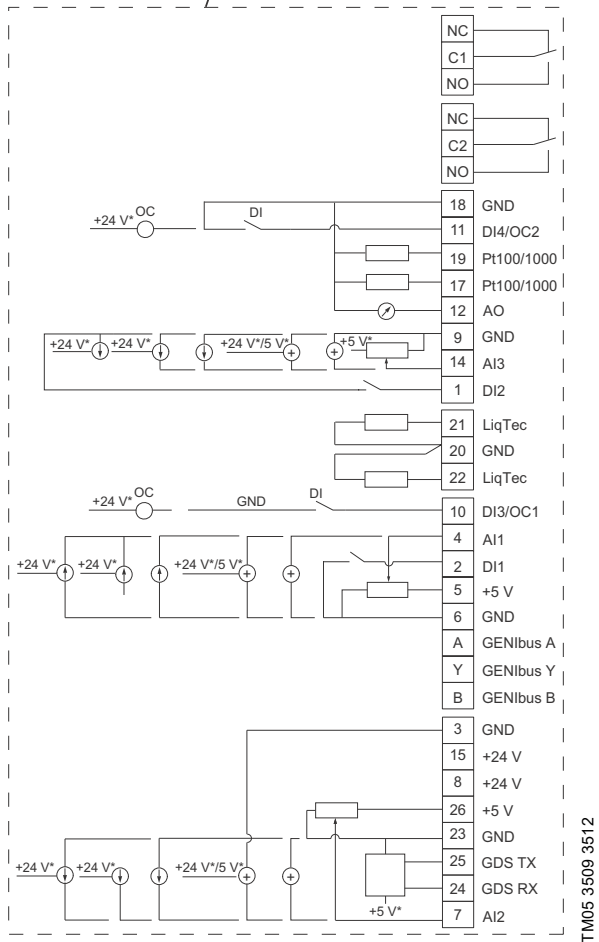 NC
C1
NO
NC
C2
NO
18 GND
+24 V* OC DI 11 DI4/OC2
19 Pt100/1000
17 Pt100/1000
12 AO
9 GND
+24 V* +24 V* +24 V*/5 V* +5 V*
14 AI3
1 DI2
21 LiqTec
20 GND
22 LiqTec
+24 V* OC GND DI 10 DI3/OC1
4 AI1
+24 V* +24 V* +24 V*/5 V* 2 DI1
5 +5 V
6 GND
A GENIbus A
Y GENIbus Y
B GENIbus B
3 GND
15 +24 V
8 +24 V
26 +5 V
23 GND
25 GDS TX
+24 V* +24 V* +24 V*/5 V* 24 GDS RX
+5 V* 7 AI2
TM05 3509 3512